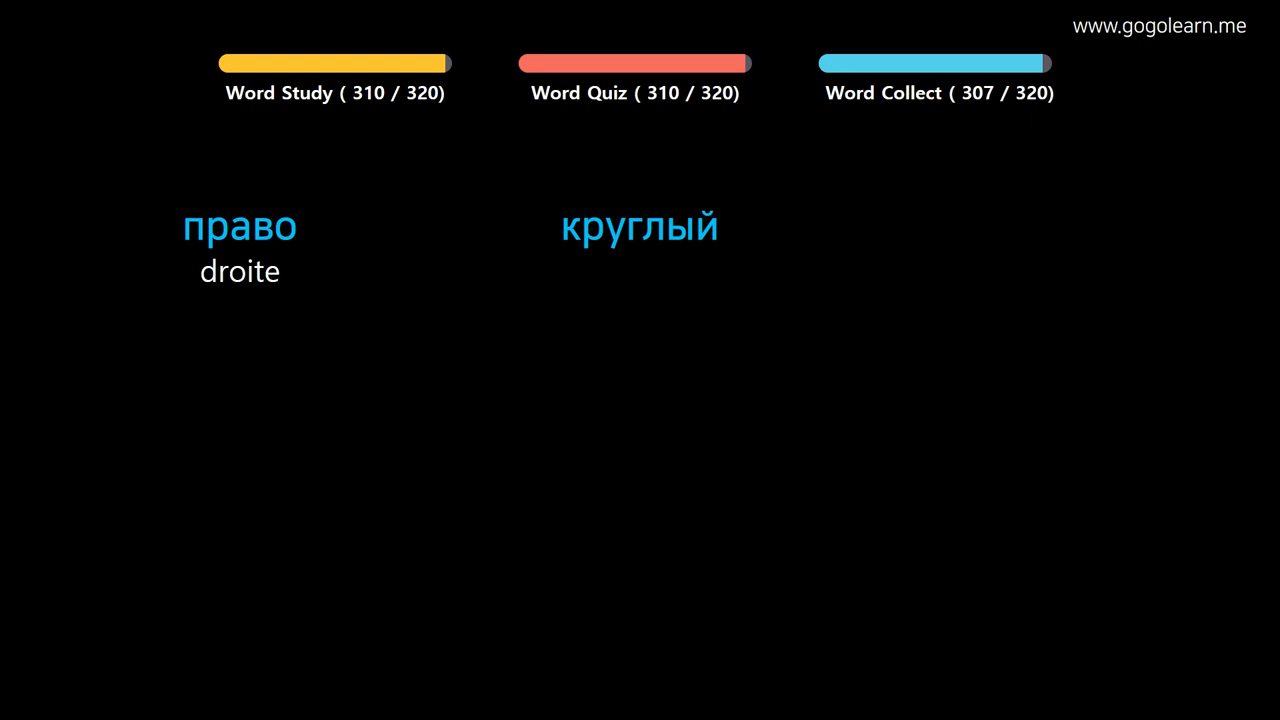 www.gogolearn.me
Word Study ( 310 / 320)
Word Quiz ( 310 / 320)
Word Collect ( 307 / 320)
право
круглый
droite